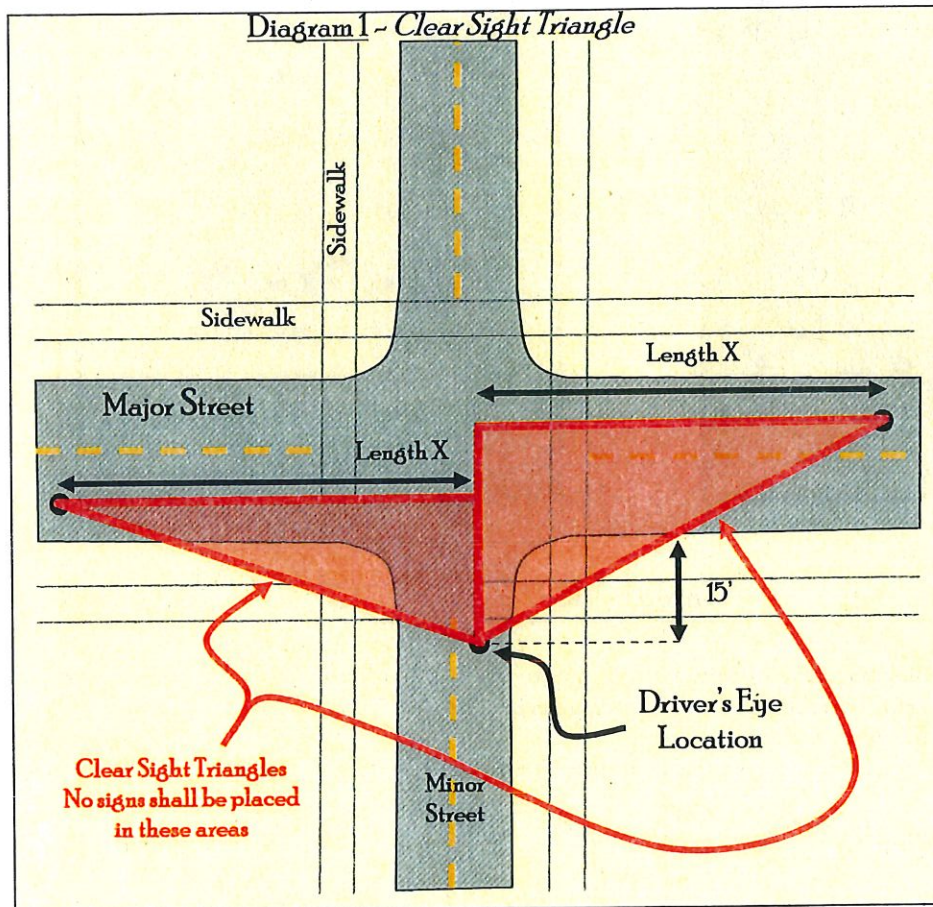 Diagram 1 ~ Clear Sight Triangle
Sidewalk
Sidewalk
Length X
Major Street
Length X
15'
Driver's Eye
Location
Clear Sight Triangles
No signs shall be placed
in these areas
Minor
Street